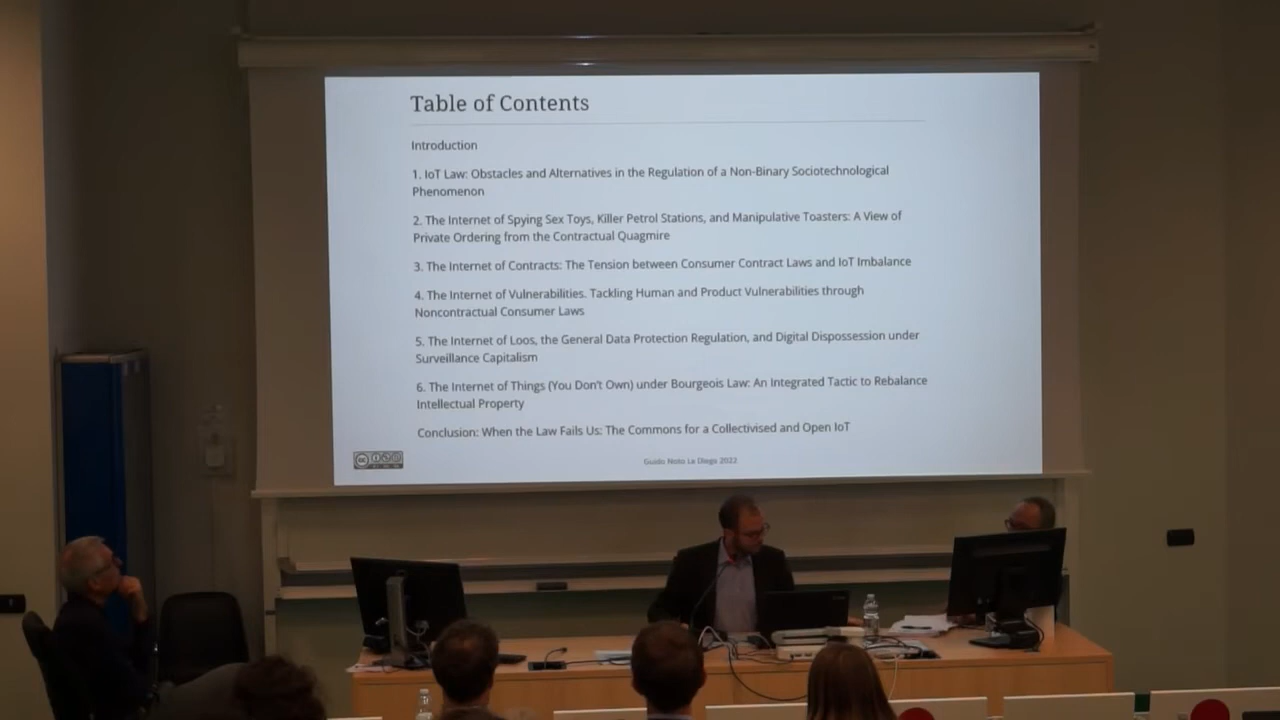 Table of Contents
Introduction
1. IoT Law: Obstacles and Alternatives in the Regulation of a Non-Binary Sociotechnological
Phenomenon
2. The Internet of Spying Sex Toys, Killer Petrol Stations, and Manipulative Toasters: A View of
Private Ordering from the Contractual Quagmire
3. The Internet of Contracts: The Tension between Consumer Contract Laws and IoT Imbalance
4. The Internet of Vulnerabilities. Tackling Human and Product Vulnerabilities through
Noncontractual Consumer Laws
5. The Internet of Loos, the General Data Protection Regulation, and Digital Dispossession under
Surveillance Capitalism
6. The Internet of Things (You Don't Own) under Bourgeois Law: An Integrated Tactic to Rebalance
Intellectual Property
Conclusion: When the Law Fails Us: The Commons for a Collectivised and Open IoT
cc
Guido Noto La Diega 2022